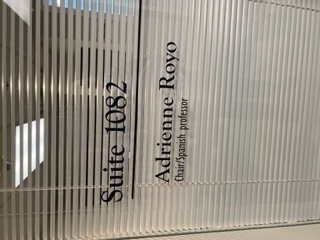 Suite 1082
Adrienne Royo
Chair/Spanish professor